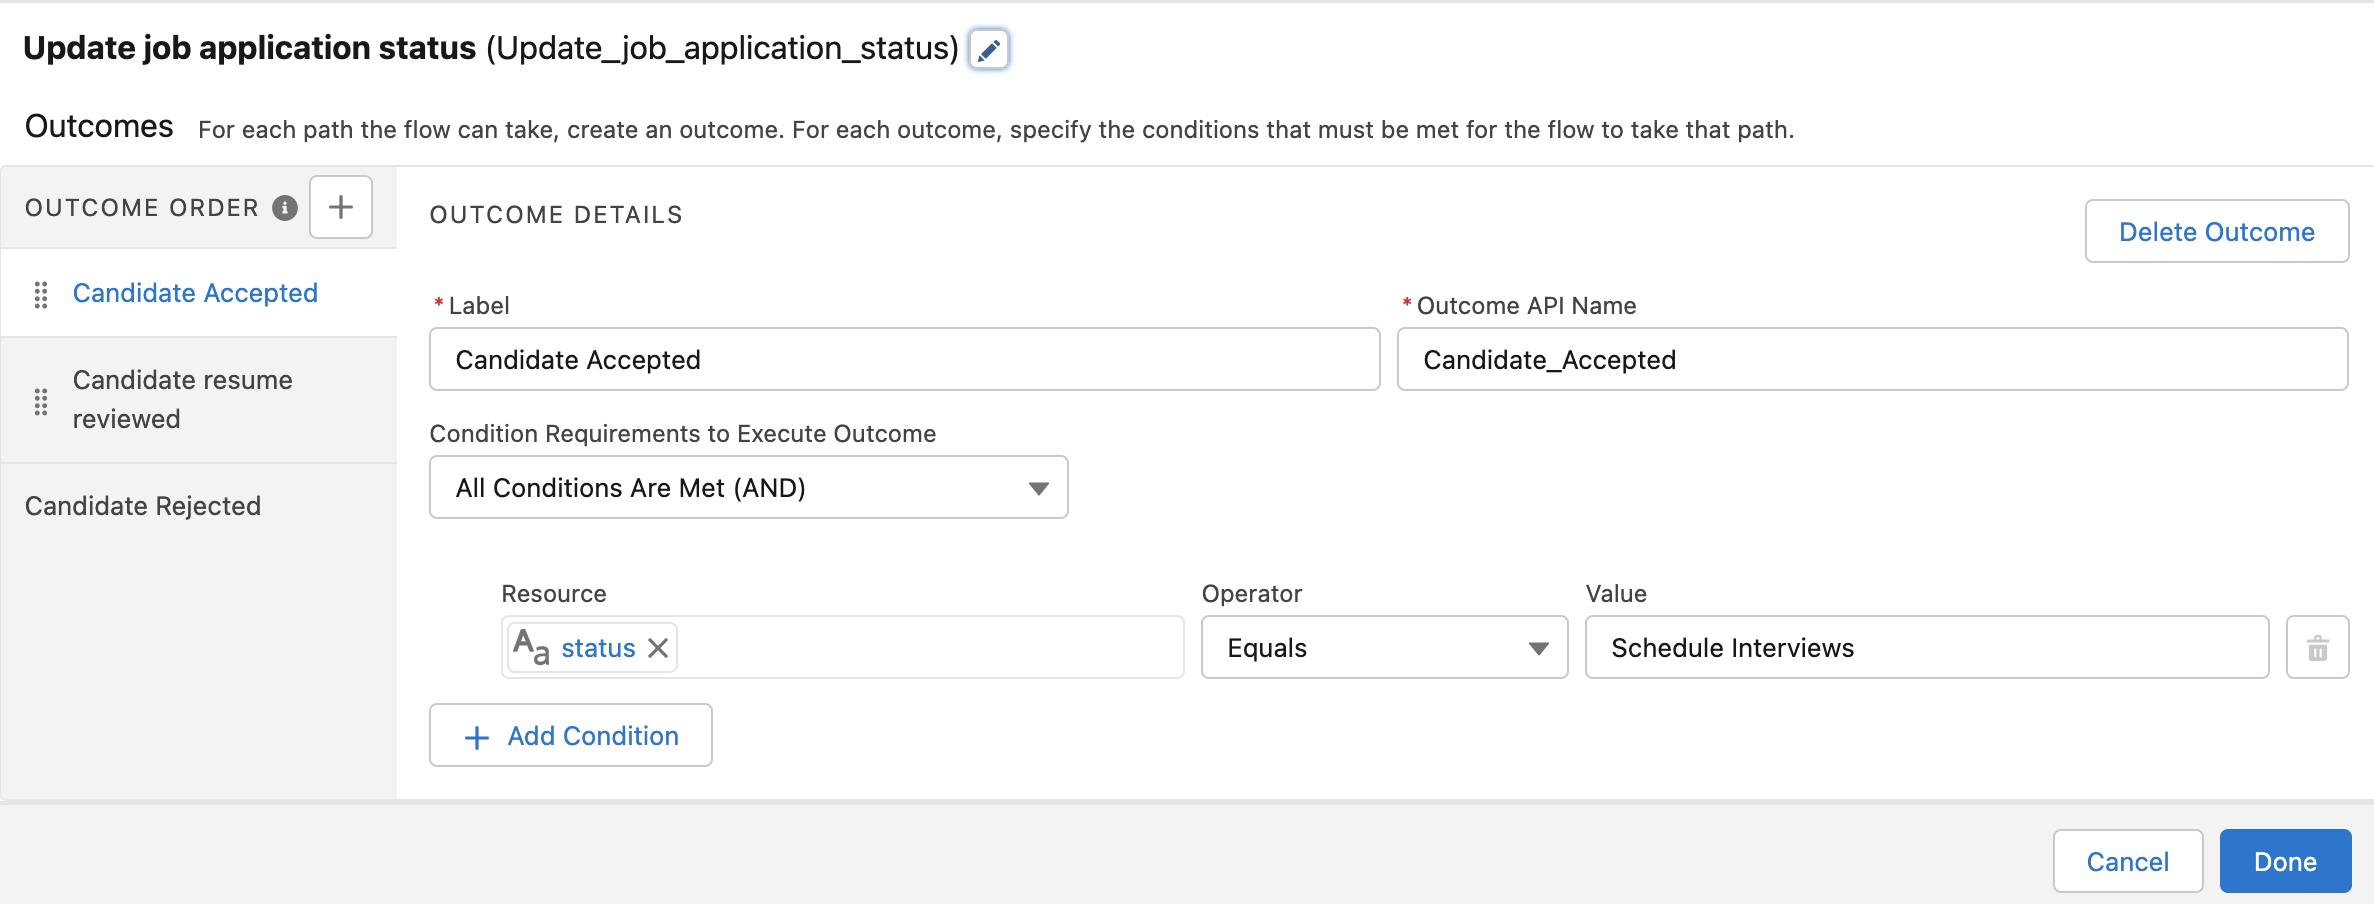 Update job application status (Update_job_application_status)
Outcomes For each path the flow can take, create an outcome. For each outcome, specify the conditions that must be met for the flow to take that path.
OUTCOME ORDER
Candidate Accepted
Candidate resume
reviewed
Candidate Rejected
OUTCOME DETAILS
Delete Outcome
* Label
Candidate Accepted
* Outcome API Name
Candidate_Accepted
Condition Requirements to Execute Outcome
All Conditions Are Met (AND)
Resource
Aa status
Operator
Equals
Value
Schedule Interviews
+ Add Condition
Cancel
Done